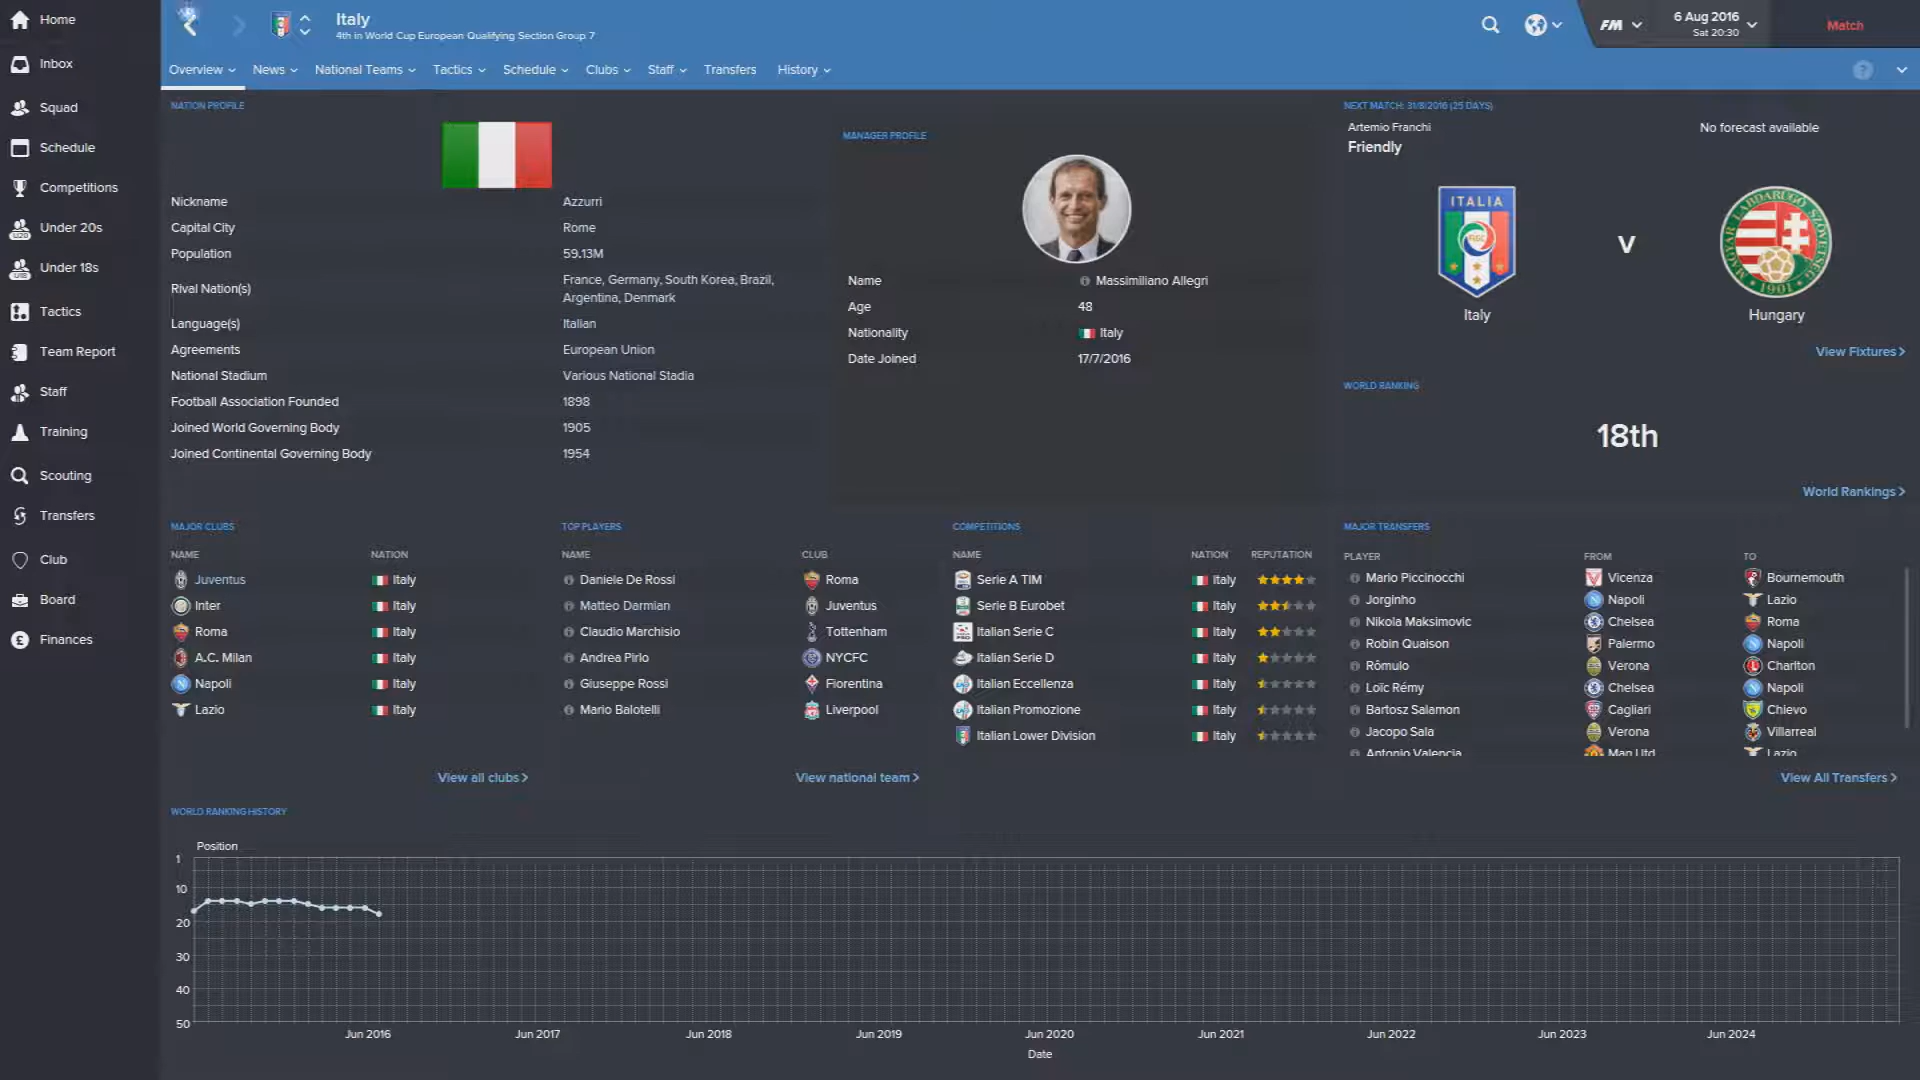 Home
Inbox
Squad
Schedule
Competitions
Under 20s
Under 18s
Tactics
Team Report
Staff
Training
Scouting
Transfers
Club
Board
Finances
Italy
4th in World Cup European Qualifying Section Group 7
FM
6 Aug 2016
Sat 20:30
Match
Overview News National Teams Tactics Schedule Clubs Staff Transfers History
?
NATION PROFILE
Nickname Azzurri
Capital City Rome
Population 59.13M
Rival Nation(s) France, Germany, South Korea, Brazil,
Argentina, Denmark
Language(s) Italian
Agreements European Union
National Stadium Various National Stadia
Football Association Founded 1898
Joined World Governing Body 1905
Joined Continental Governing Body 1954
MANAGER PROFILE
Name Massimiliano Allegri
Age 48
Nationality Italy
Date Joined 17/7/2016
NEXT MATCH: 31/8/2016 (25 DAYS)
Artemio Franchi No forecast available
Friendly
ITALIA
MAGYAR LABDARUGÓ SZÖVETSÉG
1901
V
Italy Hungary
View Fixtures
WORLD RANKING
18th
World Rankings
MAJOR CLUBS
NAME NATION
Juventus Italy
Inter Italy
Roma Italy
A.C. Milan Italy
Napoli Italy
Lazio Italy
View all clubs
TOP PLAYERS
NAME CLUB
Daniele De Rossi Roma
Matteo Darmian Juventus
Claudio Marchisio Tottenham
Andrea Pirlo NYCFC
Giuseppe Rossi Fiorentina
Mario Balotelli Liverpool
View national team
COMPETITIONS
NAME NATION REPUTATION
Serie A TIM Italy
Serie B Eurobet Italy
Italian Serie C Italy
Italian Serie D Italy
Italian Eccellenza Italy
Italian Promozione Italy
Italian Lower Division Italy
MAJOR TRANSFERS
PLAYER FROM TO
Mario Piccinocchi Vicenza Bournemouth
Jorginho Napoli Lazio
Nikola Maksimovic Chelsea Roma
Robin Quaison Palermo Napoli
Rômulo Verona Charlton
Loïc Rémy Chelsea Napoli
Bartosz Salamon Cagliari Chievo
Jacopo Sala Verona Villarreal
Antonio Valencia Man Utd Lazio
View All Transfers
WORLD RANKING HISTORY
Position
1
10
20
30
40
50
Jun 2016 Jun 2017 Jun 2018 Jun 2019 Jun 2020 Jun 2021 Jun 2022 Jun 2023 Jun 2024
Date